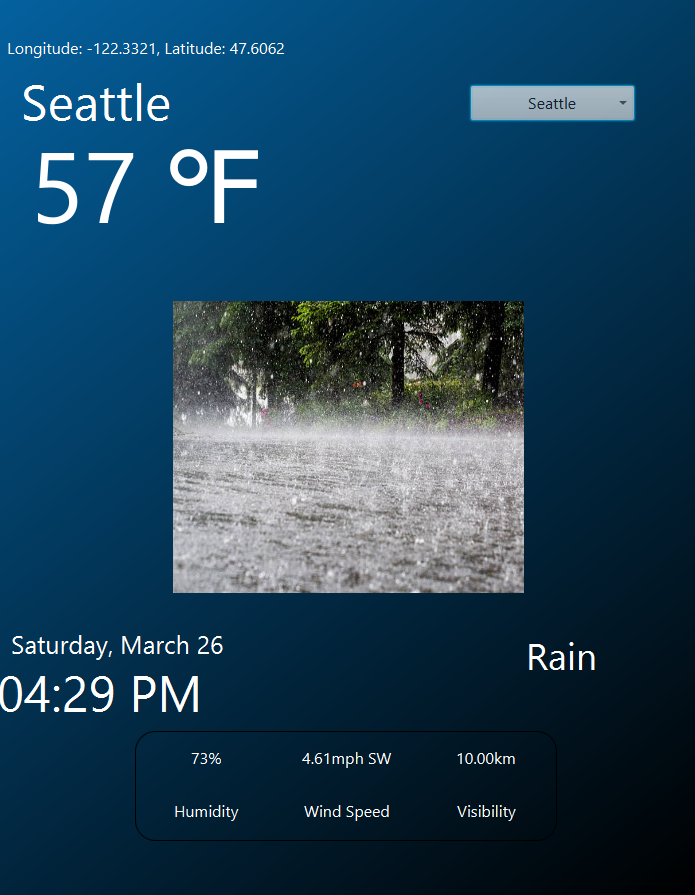 Longitude: -122.3321, Latitude: 47.6062
Seattle
Seattle
57 °F
Saturday, March 26
Rain
04:29 PM
73% 4.61mph SW 10.00km
Humidity Wind Speed Visibility